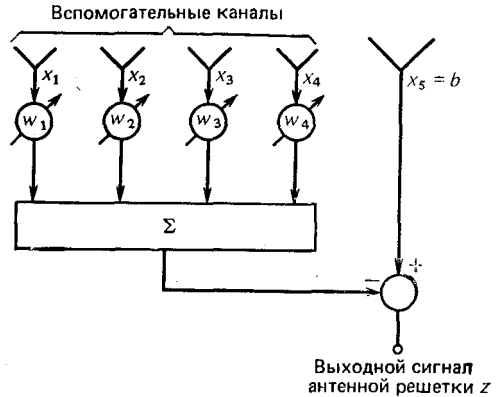 Вспомогательные каналы
x₁ x₂ x₃ x₄ x₅ = b
w₁ w₂ w₃ w₄
Σ
− +
Выходной сигнал
антенной решетки z